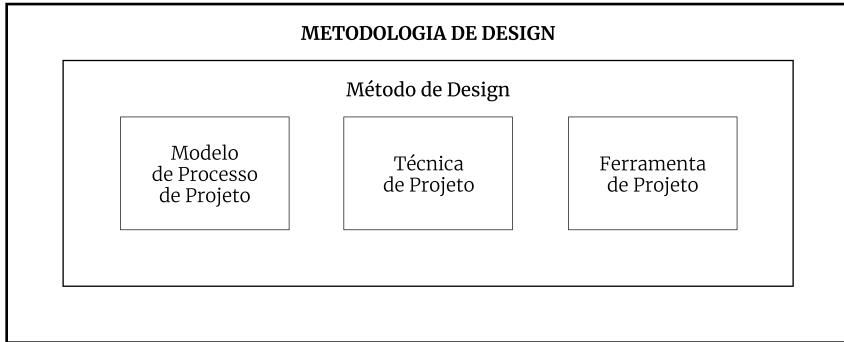 METODOLOGIA DE DESIGN
Método de Design
Modelo
de Processo
de Projeto
Técnica
de Projeto
Ferramenta
de Projeto